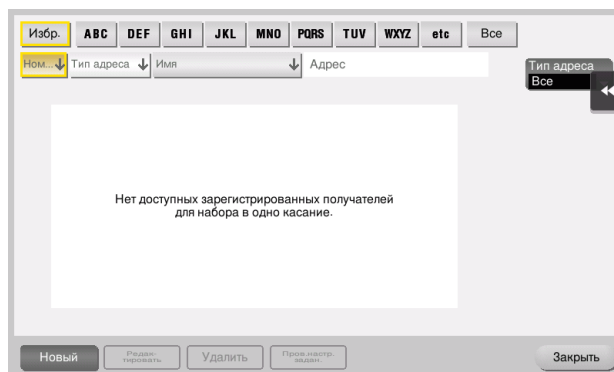 Избр. ABC DEF GHI JKL MNO PQRS TUV WXYZ etc Все
Ном... Тип адреса Имя Адрес
Тип адреса
Все
Нет доступных зарегистрированных получателей
для набора в одно касание.
Новый Редак-
тировать Удалить Пров.настр.
задан. Закрыть